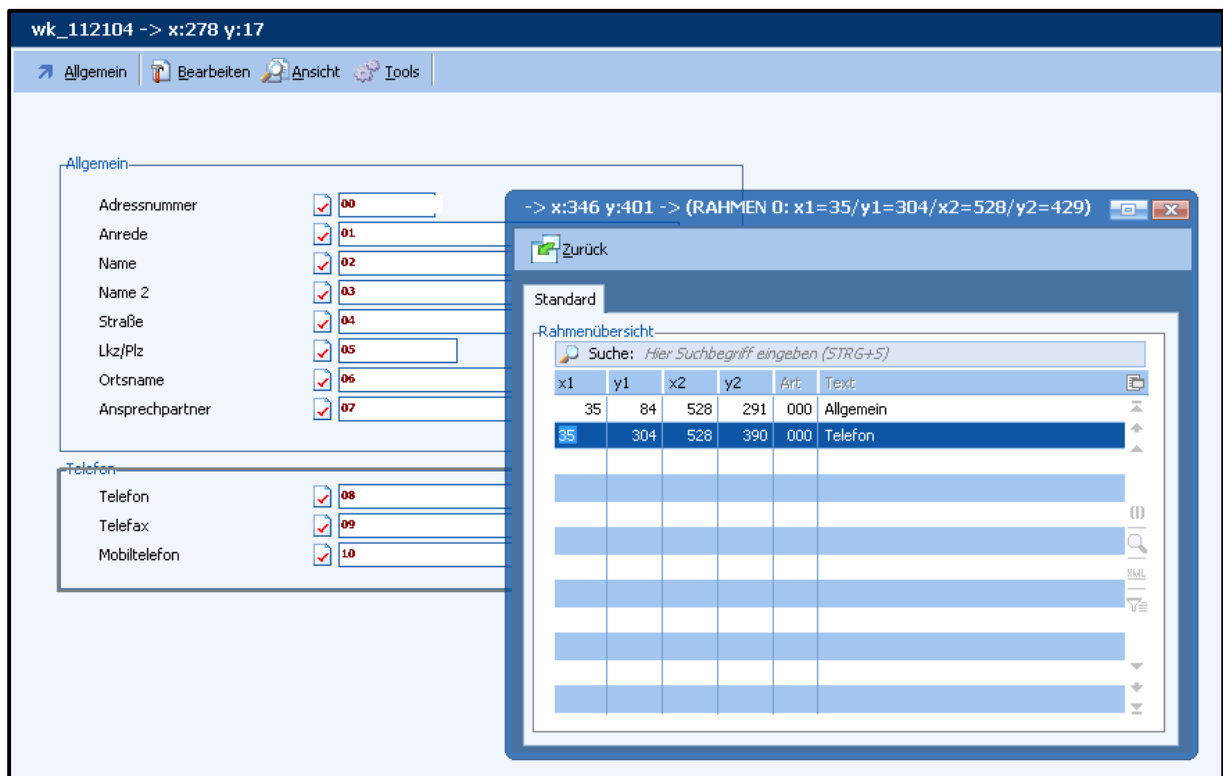 wk_112104 -> x:278 y:17
Allgemein Bearbeiten Ansicht Tools
Allgemein
Adressnummer 00
Anrede 01
Name 02
Name 2 03
Straße 04
Lkz/Plz 05
Ortsname 06
Ansprechpartner 07
Telefon
Telefon 08
Telefax 09
Mobiltelefon 10
-> x:346 y:401 -> (RAHMEN 0: x1=35/y1=304/x2=528/y2=429)
Zurück
Standard
Rahmenübersicht
Suche: Hier Suchbegriff eingeben (STRG+S)
x1 y1 x2 y2 Art Text
35 84 528 291 000 Allgemein
35 304 528 390 000 Telefon
XML